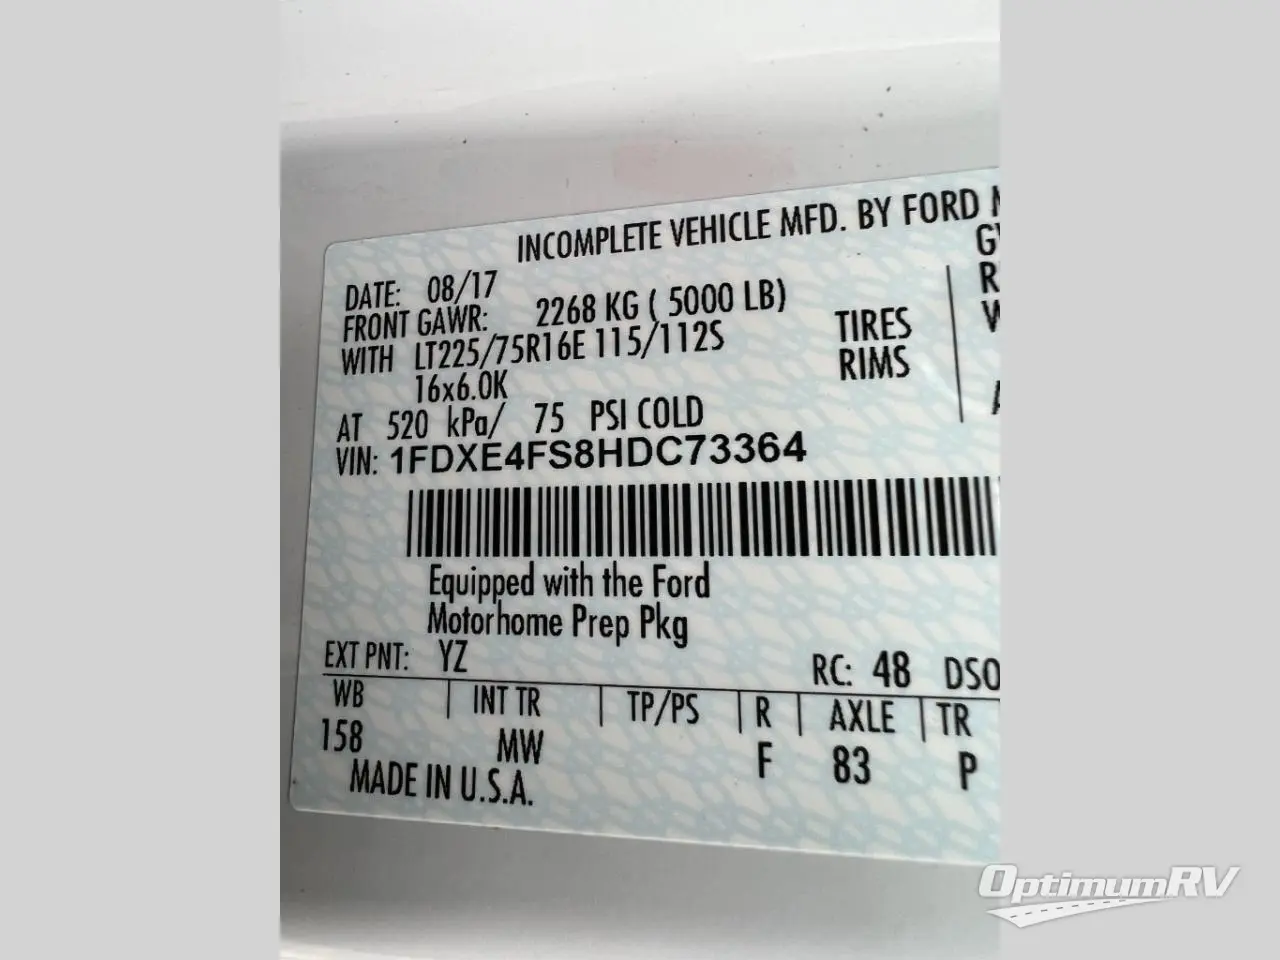 INCOMPLETE VEHICLE MFD. BY FORD
DATE: 08/17
FRONT GAWR: 2268 KG ( 5000 LB)
WITH LT225/75R16E 115/112S TIRES
16x6.0K RIMS
AT 520 kPa/ 75 PSI COLD
VIN: 1FDXE4FS8HDC73364
Equipped with the Ford
Motorhome Prep Pkg
EXT PNT: YZ RC: 48 DSO
WB INT TR TP/PS R AXLE TR
158 MW F 83 P
MADE IN U.S.A.
OptimumRV